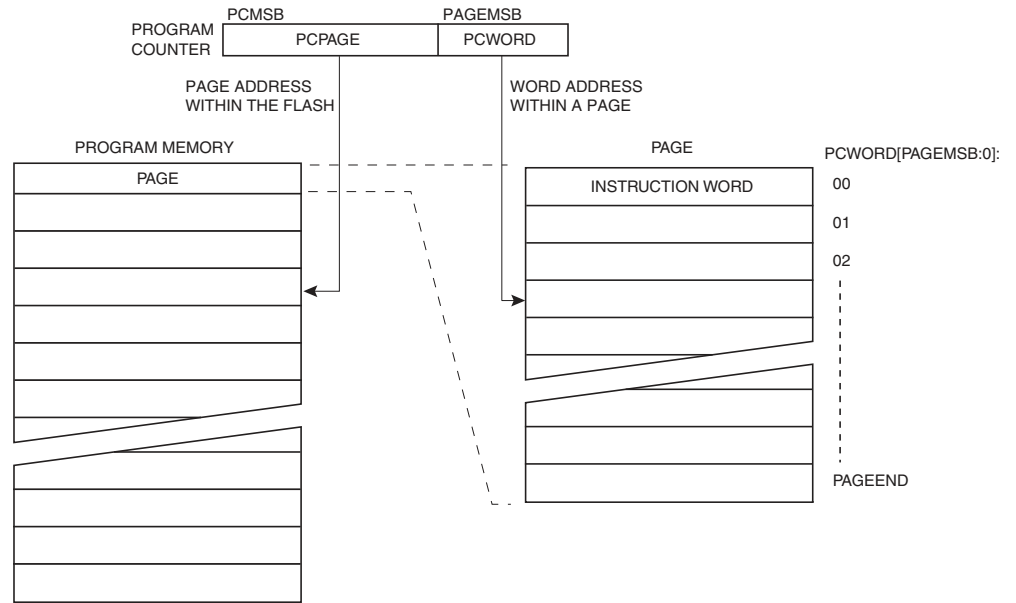 PCMSB PAGEMSB
PROGRAM
COUNTER
PCPAGE PCWORD
PAGE ADDRESS
WITHIN THE FLASH
WORD ADDRESS
WITHIN A PAGE
PROGRAM MEMORY
PAGE
PAGE
PCWORD[PAGEMSB:0]:
INSTRUCTION WORD
00
01
02
PAGEEND